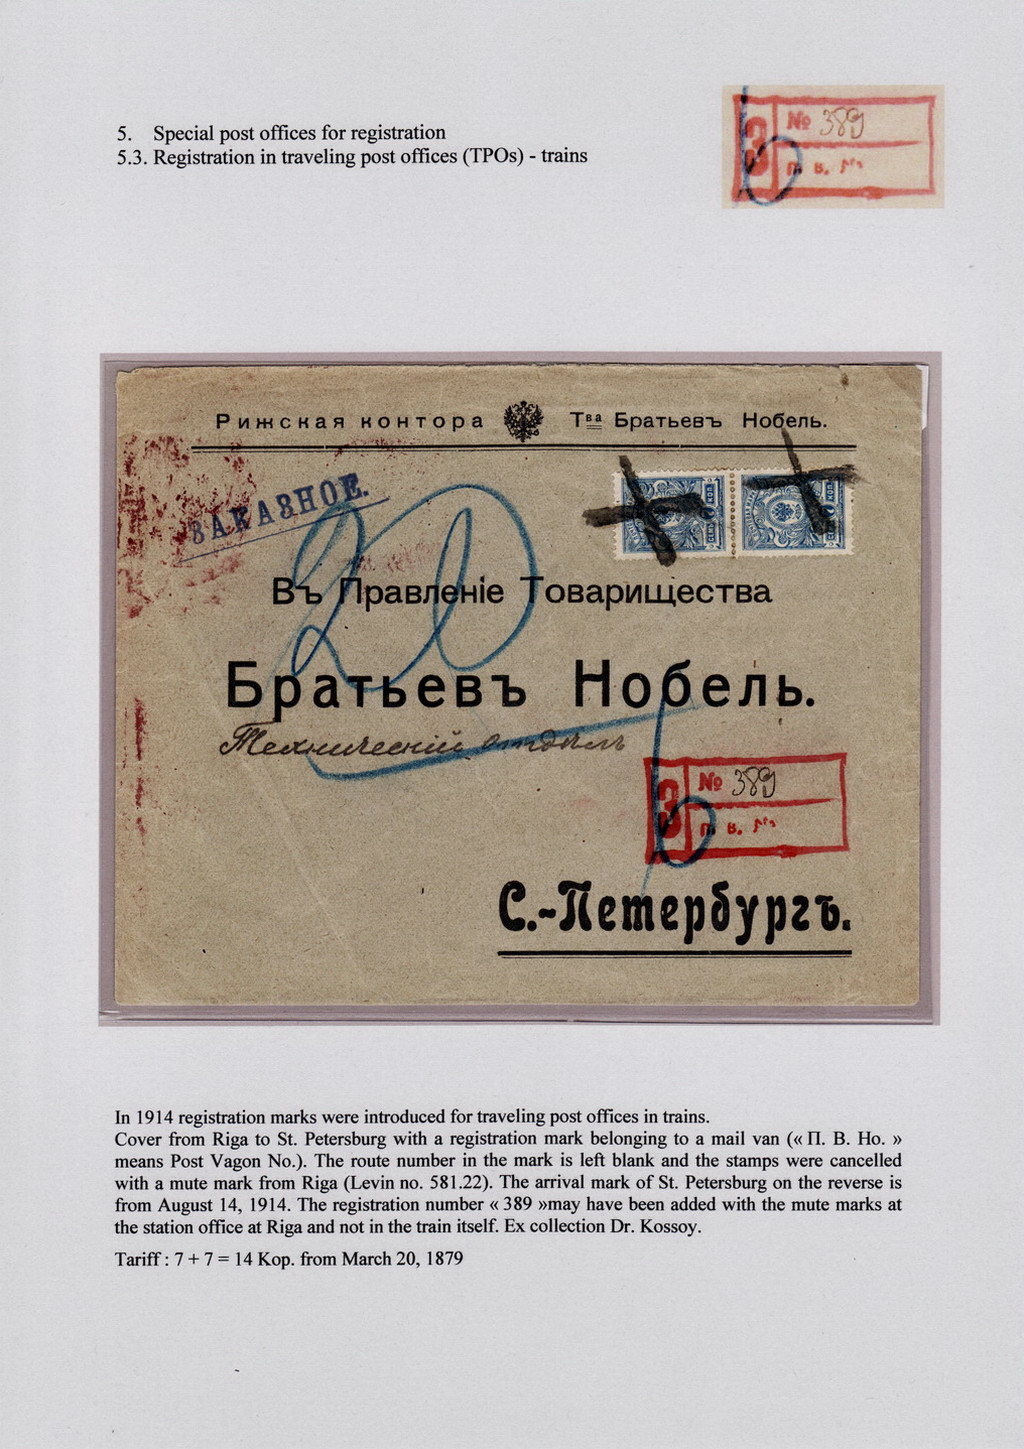 5. Special post offices for registration
5.3. Registration in traveling post offices (TPOs) - trains
З № 389
П. В. №
Рижская контора Тва Братьевъ Нобель.
ЗАКАЗНОЕ.
20
Въ Правленіе Товарищества
Братьевъ Нобель.
Техническій отдѣлъ
З № 389
П. В. №
С.-Петербургъ.
In 1914 registration marks were introduced for traveling post offices in trains.
Cover from Riga to St. Petersburg with a registration mark belonging to a mail van (« П. В. Но. »
means Post Vagon No.). The route number in the mark is left blank and the stamps were cancelled
with a mute mark from Riga (Levin no. 581.22). The arrival mark of St. Petersburg on the reverse is
from August 14, 1914. The registration number « 389 »may have been added with the mute marks at
the station office at Riga and not in the train itself. Ex collection Dr. Kossoy.
Tariff : 7 + 7 = 14 Kop. from March 20, 1879